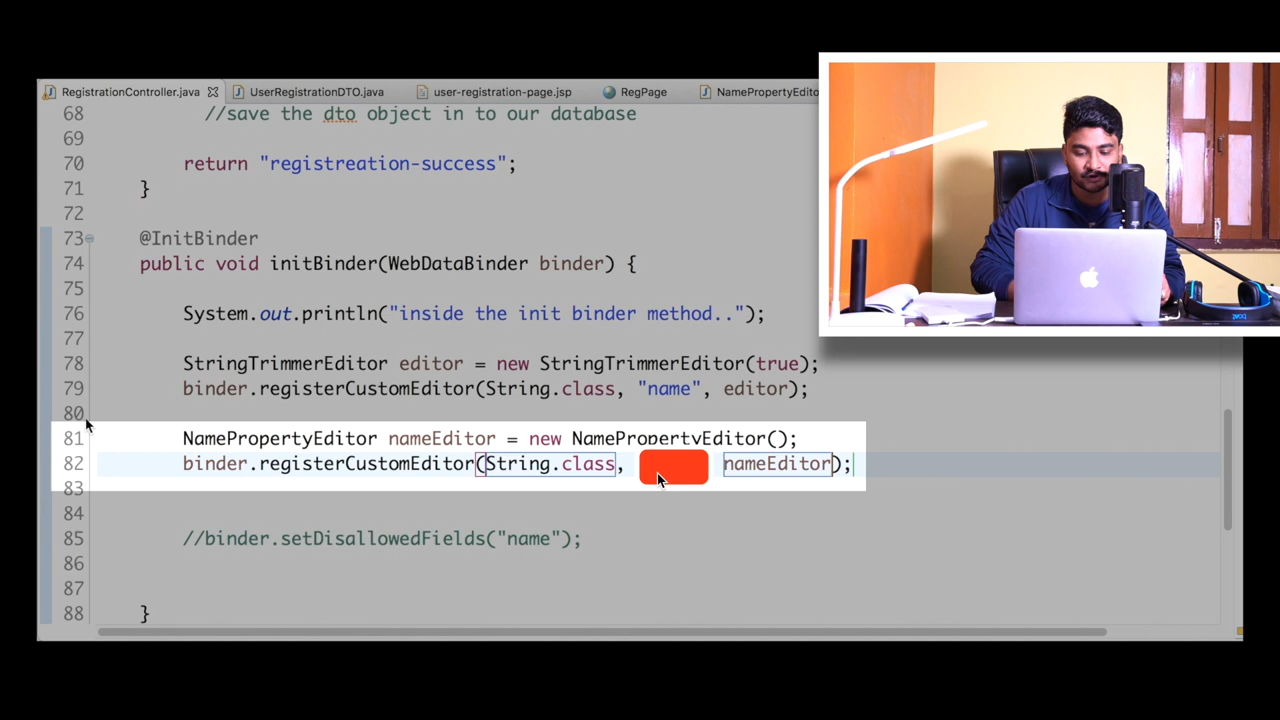 RegistrationController.java
UserRegistrationDTO.java
user-registration-page.jsp
RegPage
NamePropertyEdito
68 //save the dto object in to our database
69
70 return "registreation-success";
71 }
72
73 @InitBinder
74 public void initBinder(WebDataBinder binder) {
75
76 System.out.println("inside the init binder method..");
77
78 StringTrimmerEditor editor = new StringTrimmerEditor(true);
79 binder.registerCustomEditor(String.class, "name", editor);
80
81 NamePropertyEditor nameEditor = new NamePropertyEditor();
82 binder.registerCustomEditor(String.class, nameEditor);
83
84
85 //binder.setDisallowedFields("name");
86
87
88 }